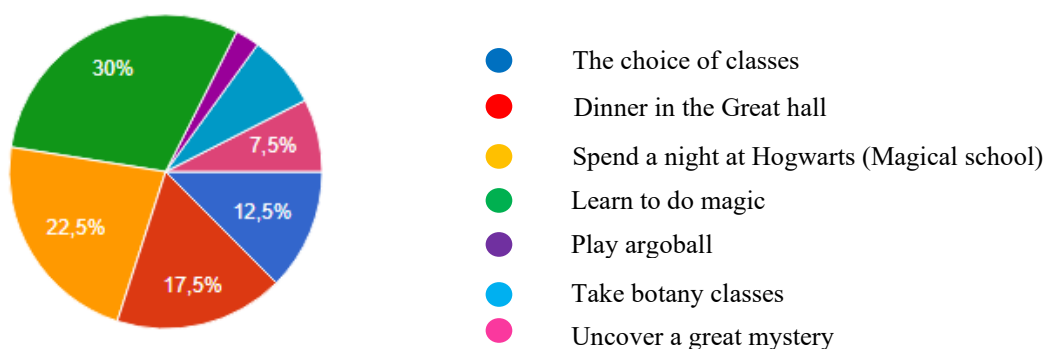 30%
7,5%
12,5%
22,5%
17,5%
The choice of classes
Dinner in the Great hall
Spend a night at Hogwarts (Magical school)
Learn to do magic
Play argoball
Take botany classes
Uncover a great mystery